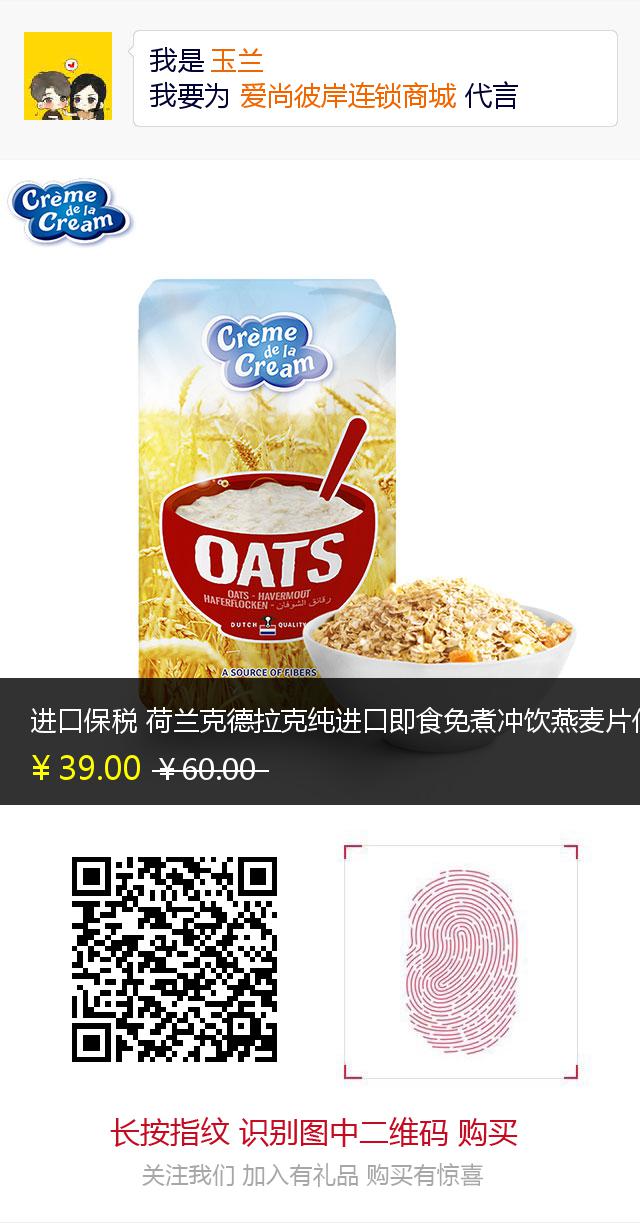 我是 玉兰
我要为 爱尚彼岸连锁商城 代言
Crème
de la
Cream
Crème
de la
Cream
OATS
OATS - HAVERMOUT
HAFERFLOCKEN - رقائق الشوفان
DUTCH QUALITY
A SOURCE OF FIBERS
进口保税 荷兰克德拉克纯进口即食免煮冲饮燕麦片
¥ 39.00 ¥ 60.00
长按指纹 识别图中二维码 购买
关注我们 加入有礼品 购买有惊喜